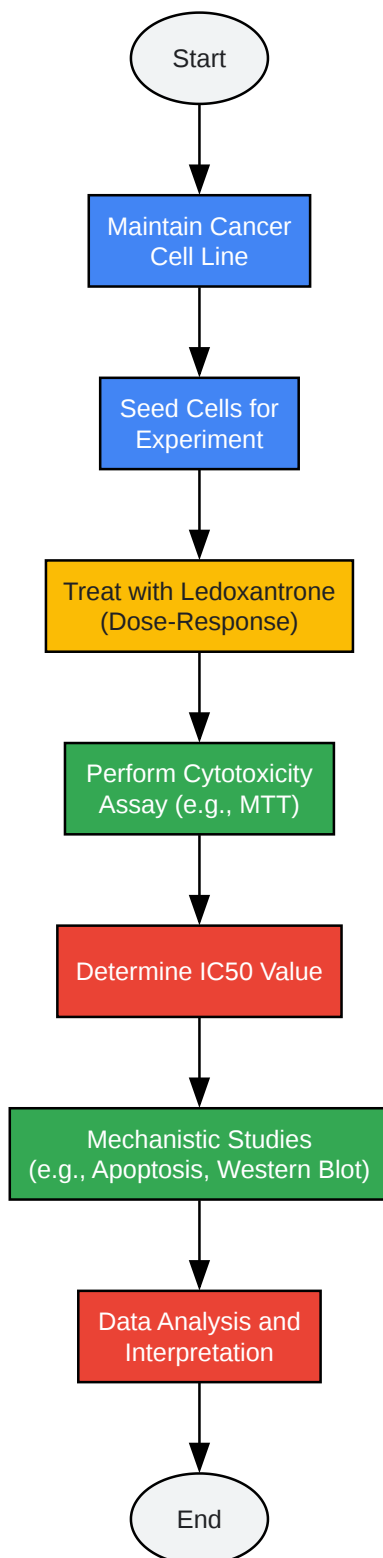 Start
Maintain Cancer
Cell Line
Seed Cells for
Experiment
Treat with Ledoxantrone
(Dose-Response)
Perform Cytotoxicity
Assay (e.g., MTT)
Determine IC50 Value
Mechanistic Studies
(e.g., Apoptosis, Western Blot)
Data Analysis and
Interpretation
End